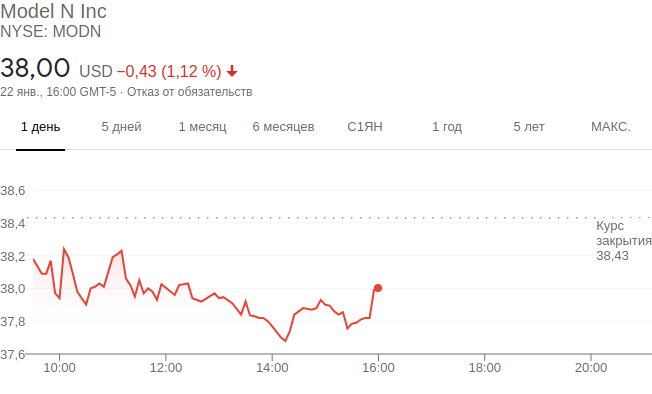 Model N Inc
NYSE: MODN
38,00 USD −0,43 (1,12 %)
22 янв., 16:00 GMT-5 · Отказ от обязательств
1 день 5 дней 1 месяц 6 месяцев С1ЯН 1 год 5 лет МАКС.
38,6
38,4
Курс
закрытия
38,2
38,43
38,0
37,8
37,6
10:00 12:00 14:00 16:00 18:00 20:00